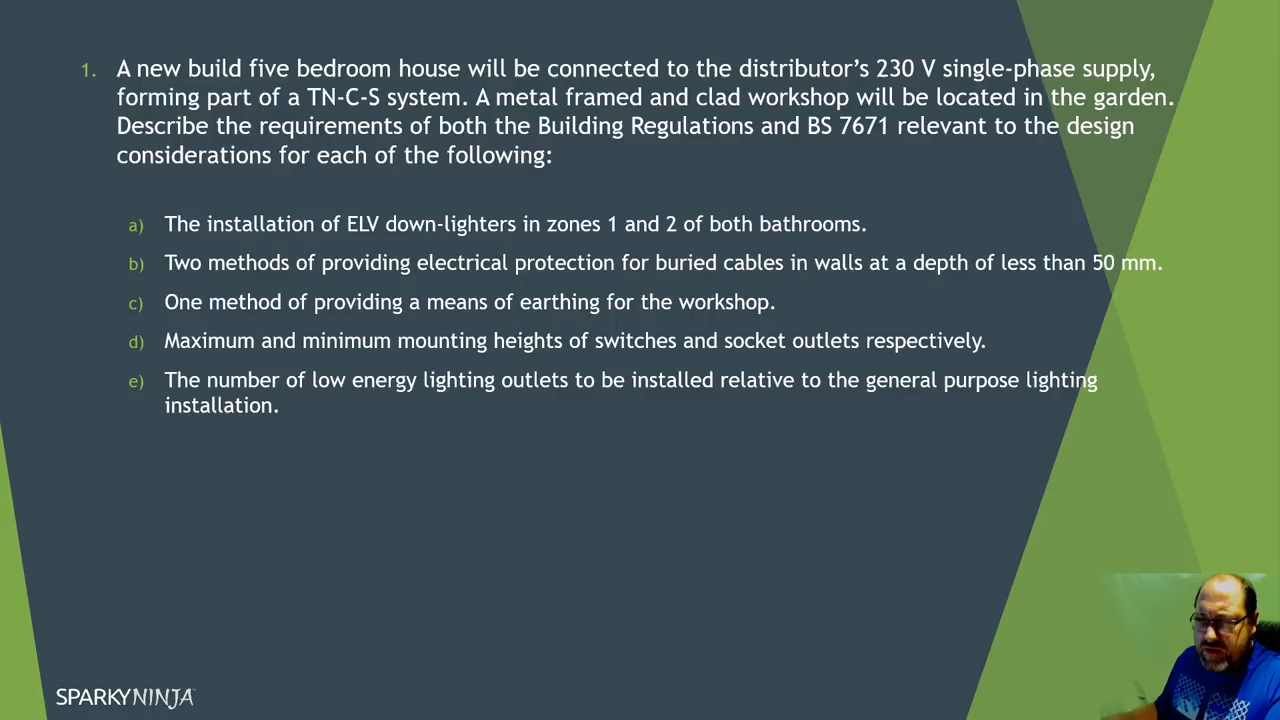 1. A new build five bedroom house will be connected to the distributor's 230 V single-phase supply,
forming part of a TN-C-S system. A metal framed and clad workshop will be located in the garden.
Describe the requirements of both the Building Regulations and BS 7671 relevant to the design
considerations for each of the following:
a) The installation of ELV down-lighters in zones 1 and 2 of both bathrooms.
b) Two methods of providing electrical protection for buried cables in walls at a depth of less than 50 mm.
c) One method of providing a means of earthing for the workshop.
d) Maximum and minimum mounting heights of switches and socket outlets respectively.
e) The number of low energy lighting outlets to be installed relative to the general purpose lighting
installation.
SPARKYNINJA